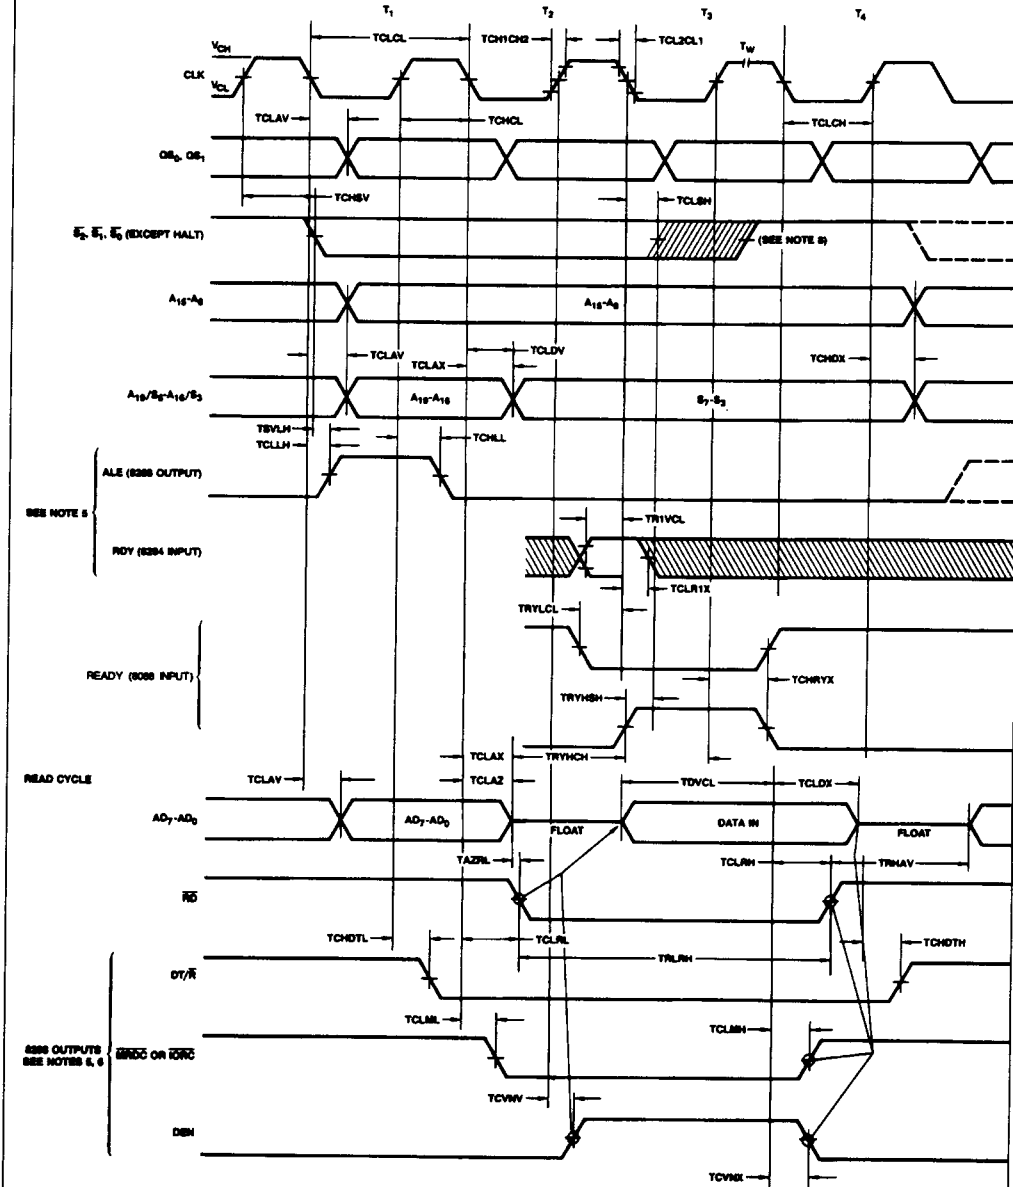 T1 T2 T3 T4
TCLCL TCH1CH2 TCL2CL1
VCH TW
CLK
VCL
TCLAV TCHCL TCLCH
QS0, QS1
TCHSV TCLSH
S2, S1, S0 (EXCEPT HALT) (SEE NOTE 8)
A15-A8 A15-A8
TCLAV TCLAX TCLDV TCHDX
A19/S6-A16/S3 A19-A16 S7-S3
TSVLH
TCLLH TCHLL
ALE (8288 OUTPUT)
SEE NOTE 5
TR1VCL
RDY (8284 INPUT)
TCLR1X
TRYLCL
READY (8088 INPUT)
TCHRYX
TRYHSH
TCLAX TRYHCH
READ CYCLE TCLAV TCLAZ TDVCL TCLDX
AD7-AD0 AD7-AD0 FLOAT DATA IN FLOAT
TAZRL TCLRH TRHAV
RD
TCHDTL TCLRL TRLRH TCHDTH
DT/R
TCLML TCLMH
8288 OUTPUTS
SEE NOTES 5, 6
MRDC OR IORC
TCVNV
DEN
TCVNX